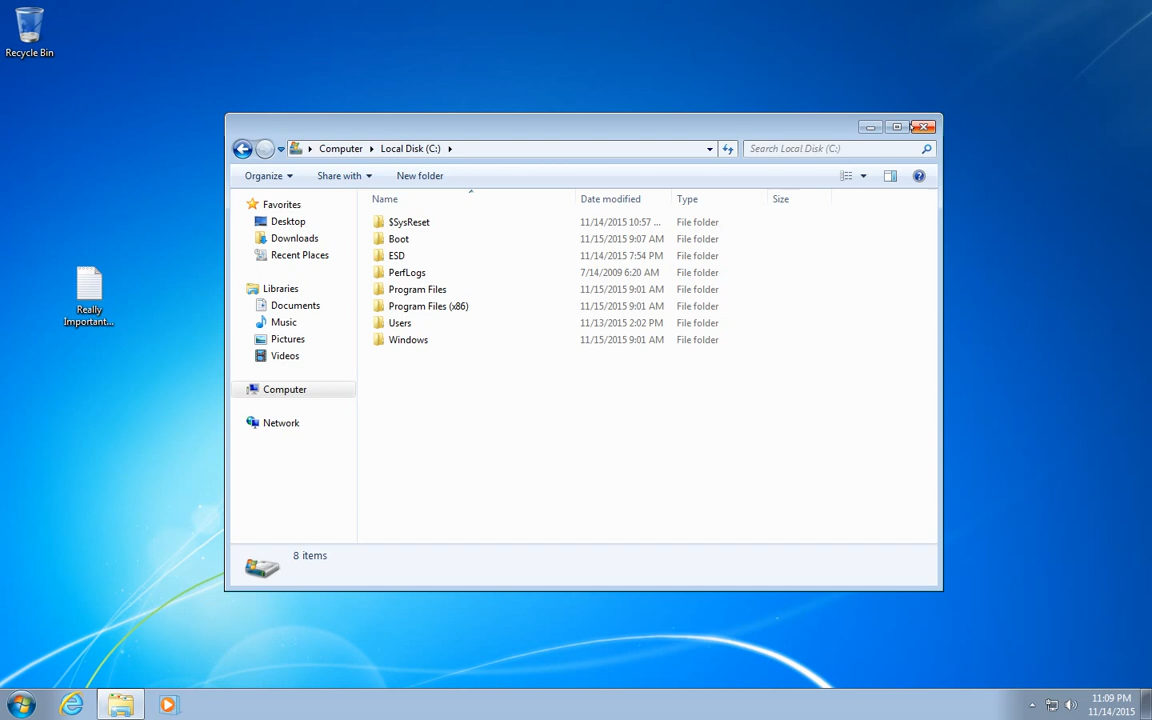 Recycle Bin
Really
Important...
Computer
Local Disk (C:)
Search Local Disk (C:)
Organize
Share with
New folder
Favorites
Desktop
Downloads
Recent Places
Libraries
Documents
Music
Pictures
Videos
Computer
Network
Name Date modified Type Size
$SysReset 11/14/2015 10:57 ... File folder
Boot 11/15/2015 9:07 AM File folder
ESD 11/14/2015 7:54 PM File folder
PerfLogs 7/14/2009 6:20 AM File folder
Program Files 11/15/2015 9:01 AM File folder
Program Files (x86) 11/15/2015 9:01 AM File folder
Users 11/13/2015 2:02 PM File folder
Windows 11/15/2015 9:01 AM File folder
8 items
11:09 PM
11/14/2015